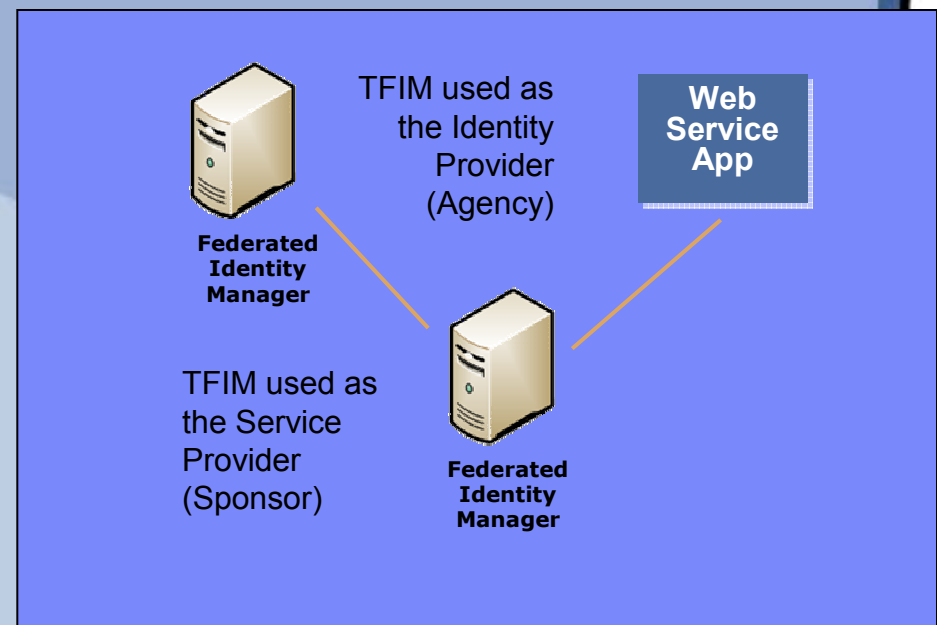 TFIM used as
the Identity
Provider
(Agency)
Web
Service
App
Federated
Identity
Manager
TFIM used as
the Service
Provider
(Sponsor)
Federated
Identity
Manager